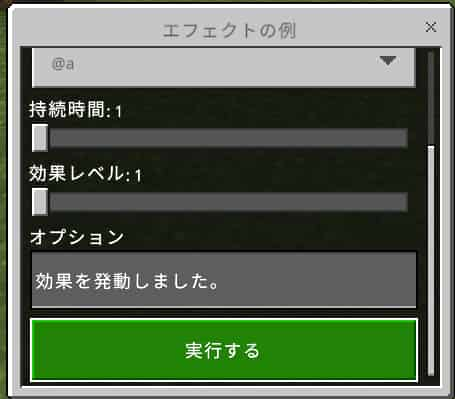 エフェクトの例
@a
持続時間: 1
効果レベル: 1
オプション
効果を発動しました。
実行する